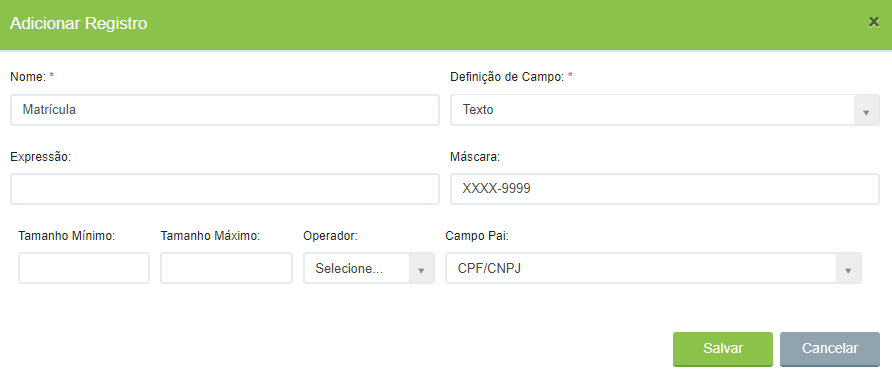 Adicionar Registro ×
Nome: * Definição de Campo: *
Matrícula Texto
Expressão: Máscara:
XXXX-9999
Tamanho Mínimo: Tamanho Máximo: Operador: Campo Pai:
Selecione... CPF/CNPJ
Salvar Cancelar